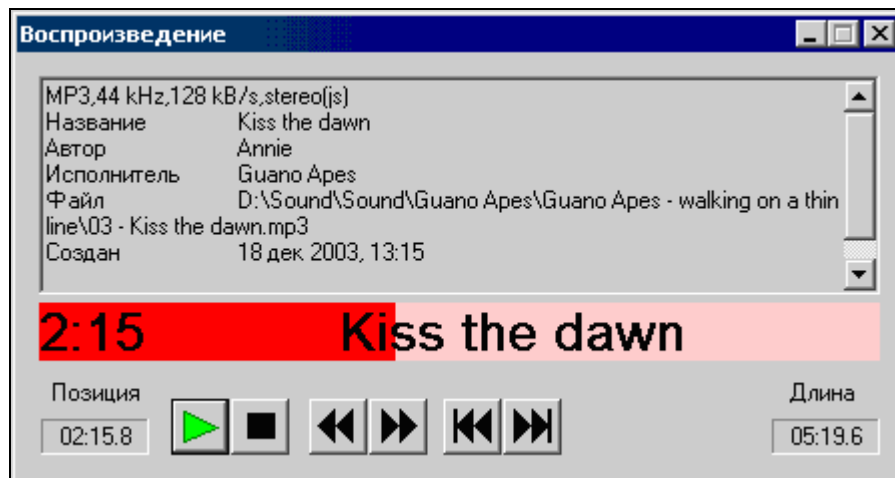 Воспроизведение
MP3,44 kHz,128 kB/s,stereo(js)
Название Kiss the dawn
Автор Annie
Исполнитель Guano Apes
Файл D:\Sound\Sound\Guano Apes\Guano Apes - walking on a thin
line\03 - Kiss the dawn.mp3
Создан 18 дек 2003, 13:15
2:15 Kiss the dawn
Позиция Длина
02:15.8 05:19.6